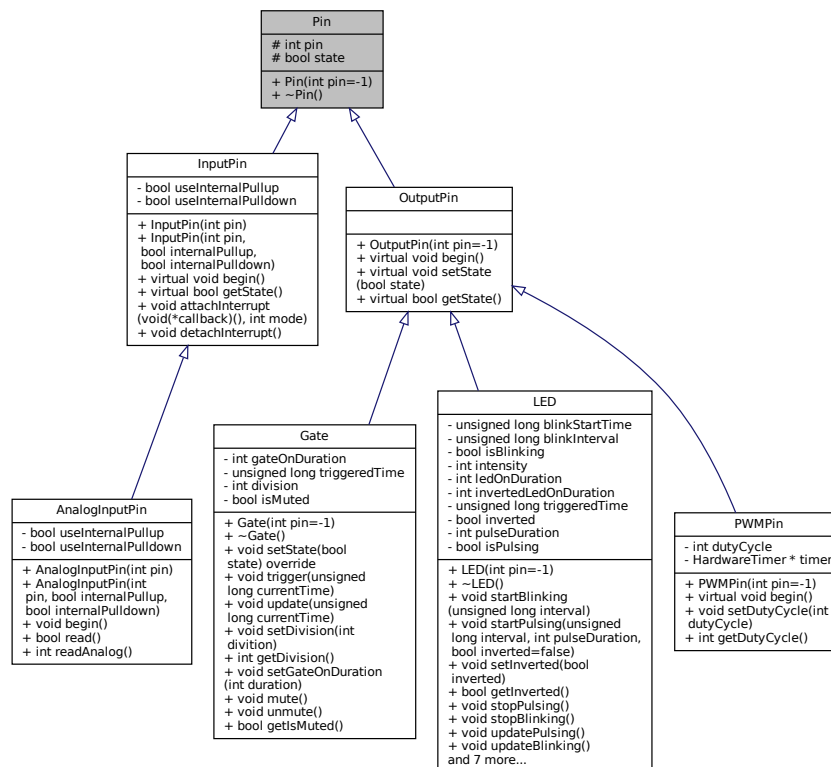 Pin
# int pin
# bool state
+ Pin(int pin=-1)
+ ~Pin()
InputPin
- bool useInternalPullup
- bool useInternalPulldown
+ InputPin(int pin)
+ InputPin(int pin,
bool internalPullup,
bool internalPulldown)
+ virtual void begin()
+ virtual bool getState()
+ void attachInterrupt
(void(*callback)(), int mode)
+ void detachInterrupt()
OutputPin
+ OutputPin(int pin=-1)
+ virtual void begin()
+ virtual void setState
(bool state)
+ virtual bool getState()
AnalogInputPin
- bool useInternalPullup
- bool useInternalPulldown
+ AnalogInputPin(int pin)
+ AnalogInputPin(int
pin, bool internalPullup,
bool internalPulldown)
+ void begin()
+ bool read()
+ int readAnalog()
Gate
- int gateOnDuration
- unsigned long triggeredTime
- int division
- bool isMuted
+ Gate(int pin=-1)
+ ~Gate()
+ void setState(bool
state) override
+ void trigger(unsigned
long currentTime)
+ void update(unsigned
long currentTime)
+ void setDivision(int
divition)
+ int getDivision()
+ void setGateOnDuration
(int duration)
+ void mute()
+ void unmute()
+ bool getIsMuted()
LED
- unsigned long blinkStartTime
- unsigned long blinkInterval
- bool isBlinking
- int intensity
- int ledOnDuration
- int invertedLedOnDuration
- unsigned long triggeredTime
- bool inverted
- int pulseDuration
- bool isPulsing
+ LED(int pin=-1)
+ ~LED()
+ void startBlinking
(unsigned long interval)
+ void startPulsing(unsigned
long interval, int pulseDuration,
bool inverted=false)
+ void setInverted(bool
inverted)
+ bool getInverted()
+ void stopPulsing()
+ void stopBlinking()
+ void updatePulsing()
+ void updateBlinking()
and 7 more...
PWMPin
- int dutyCycle
- HardwareTimer * timer
+ PWMPin(int pin=-1)
+ virtual void begin()
+ void setDutyCycle(int
dutyCycle)
+ int getDutyCycle()